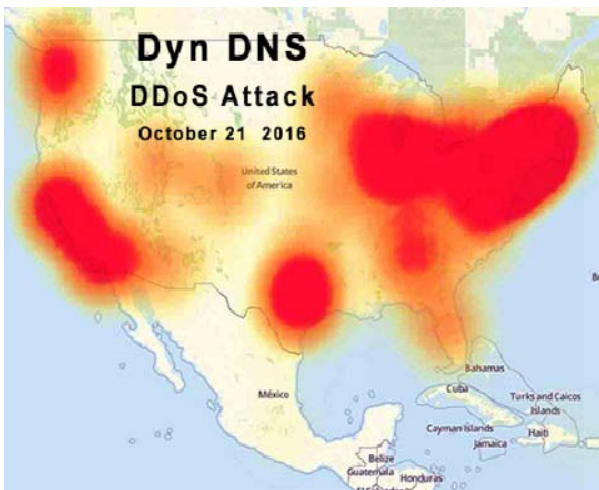 Dyn DNS
DDoS Attack
October 21 2016
United States
of America
México
Bahamas
Cuba
Turks and Caicos
Islands
Cayman Islands
Haiti
Jamaica
Belize
Guatemala
Honduras